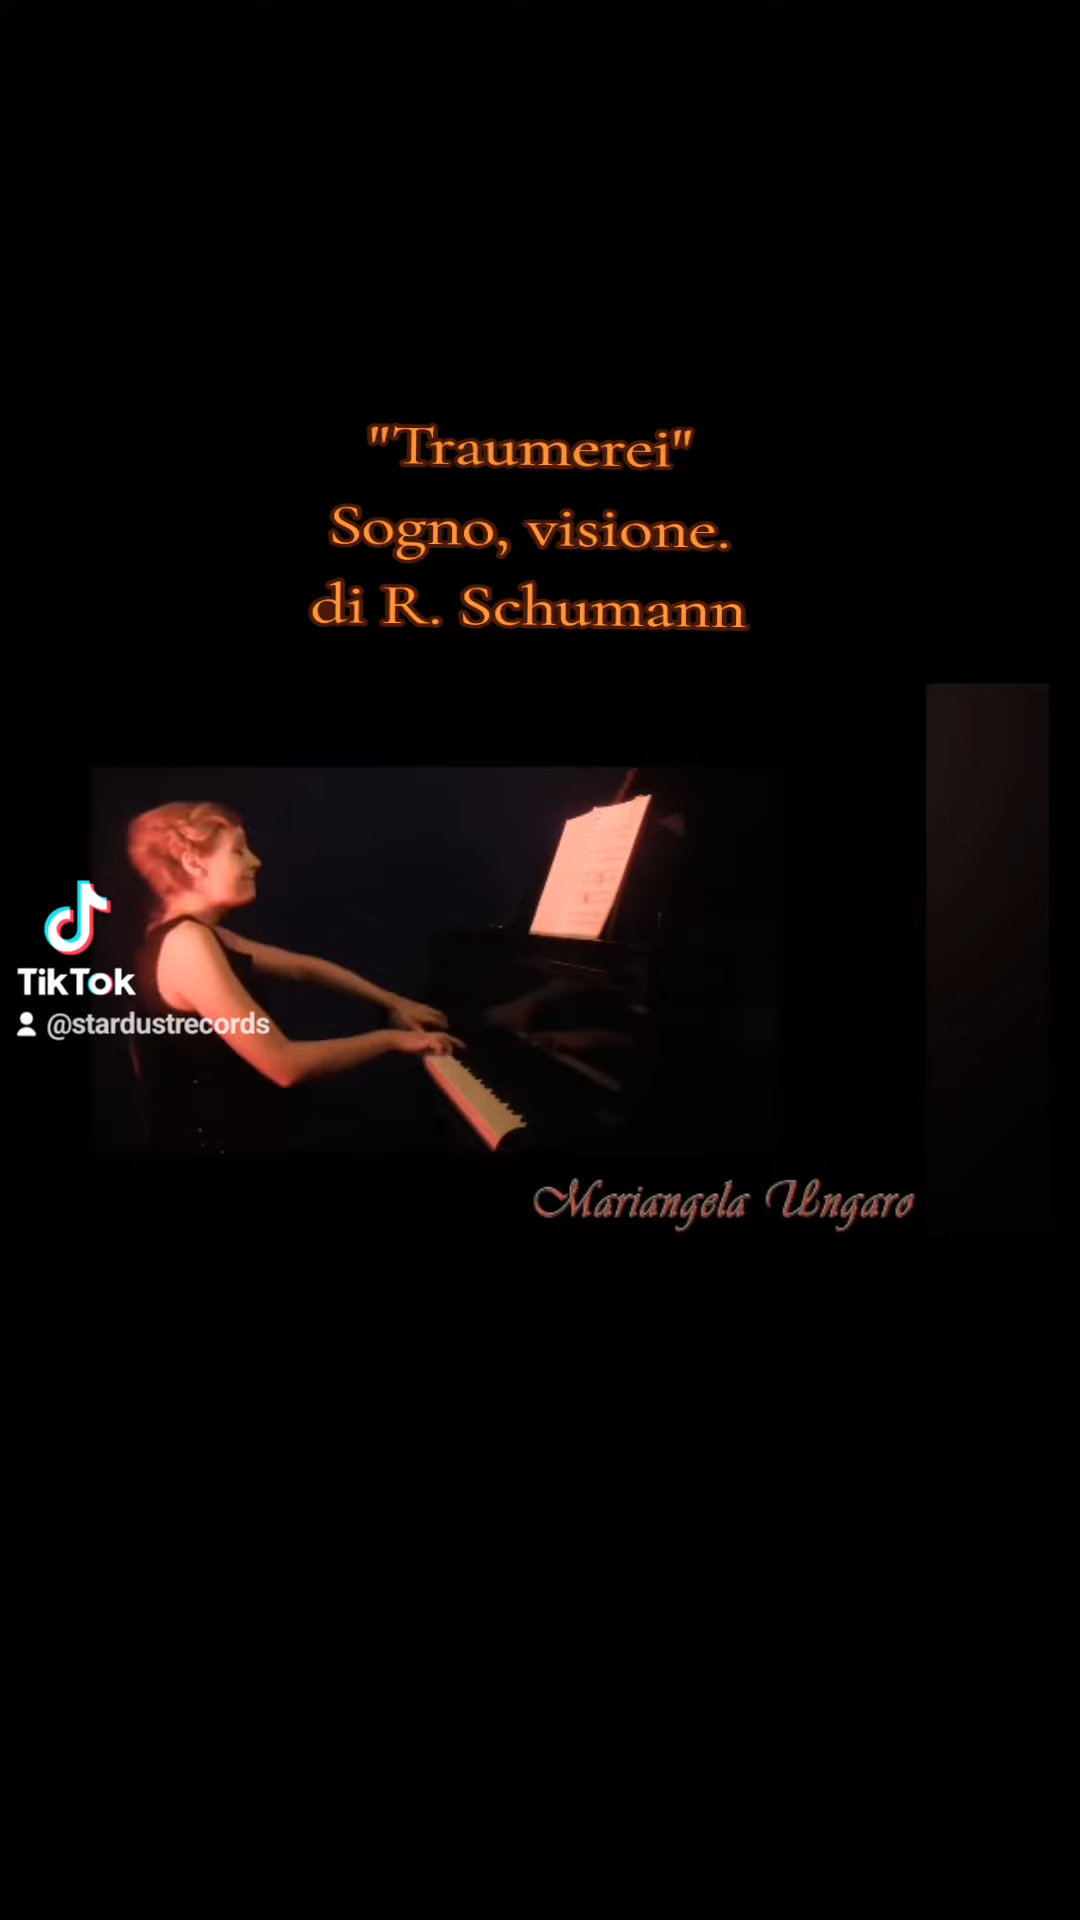 "Traumerei"
Sogno, visione.
di R. Schumann
TikTok
@stardustrecords
Mariangela Ungaro